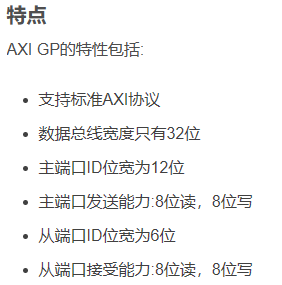 特点
AXI GP的特性包括:
支持标准AXI协议
数据总线宽度只有32位
主端口ID位宽为12位
主端口发送能力:8位读，8位写
从端口ID位宽为6位
从端口接受能力:8位读，8位写